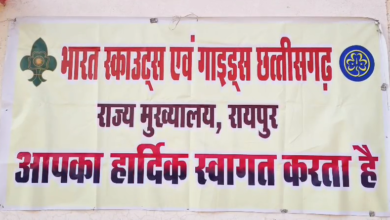 भारत स्काउट्स एवं गाइड्स छत्तीसगढ़
राज्य मुख्यालय, रायपुर
आपका हार्दिक स्वागत करता है